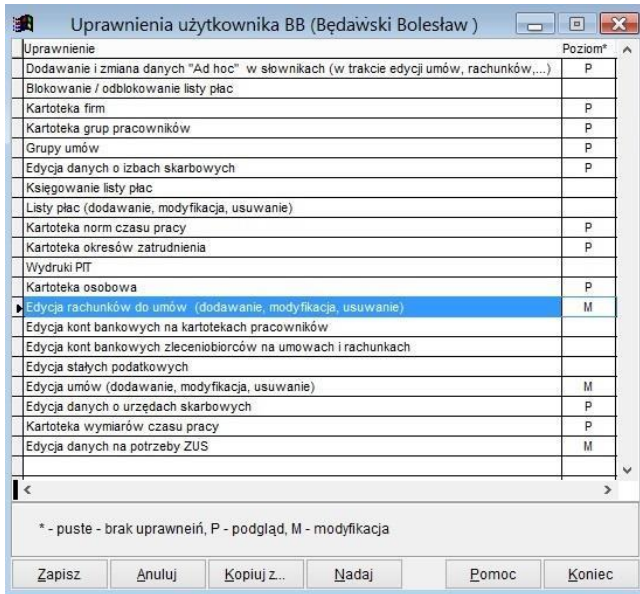 Uprawnienia użytkownika BB (Będawski Bolesław )
Uprawnienie Poziom*
Dodawanie i zmiana danych "Ad hoc" w słownikach (w trakcie edycji umów, rachunków,...) P
Blokowanie / odblokowanie listy płac
Kartoteka firm P
Kartoteka grup pracowników P
Grupy umów P
Edycja danych o izbach skarbowych P
Księgowanie listy płac
Listy płac (dodawanie, modyfikacja, usuwanie)
Kartoteka norm czasu pracy P
Kartoteka okresów zatrudnienia P
Wydruki PIT
Kartoteka osobowa P
Edycja rachunków do umów (dodawanie, modyfikacja, usuwanie) M
Edycja kont bankowych na kartotekach pracowników
Edycja kont bankowych zleceniobiorców na umowach i rachunkach
Edycja stałych podatkowych
Edycja umów (dodawanie, modyfikacja, usuwanie) M
Edycja danych o urzędach skarbowych P
Kartoteka wymiarów czasu pracy P
Edycja danych na potrzeby ZUS M
* - puste - brak uprawneiń, P - podgląd, M - modyfikacja
Zapisz Anuluj Kopiuj z... Nadaj Pomoc Koniec